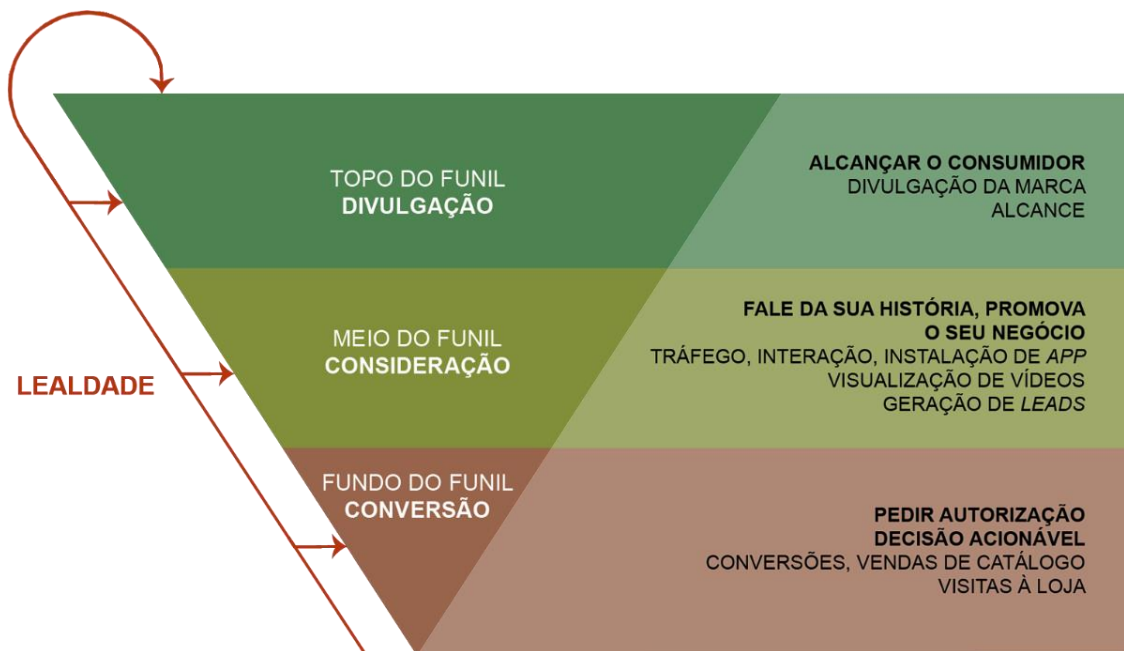 TOPO DO FUNIL
DIVULGAÇÃO
ALCANÇAR O CONSUMIDOR
DIVULGAÇÃO DA MARCA
ALCANCE
MEIO DO FUNIL
CONSIDERAÇÃO
FALE DA SUA HISTÓRIA, PROMOVA
O SEU NEGÓCIO
TRÁFEGO, INTERAÇÃO, INSTALAÇÃO DE APP
VISUALIZAÇÃO DE VÍDEOS
GERAÇÃO DE LEADS
LEALDADE
FUNDO DO FUNIL
CONVERSÃO
PEDIR AUTORIZAÇÃO
DECISÃO ACIONÁVEL
CONVERSÕES, VENDAS DE CATÁLOGO
VISITAS À LOJA